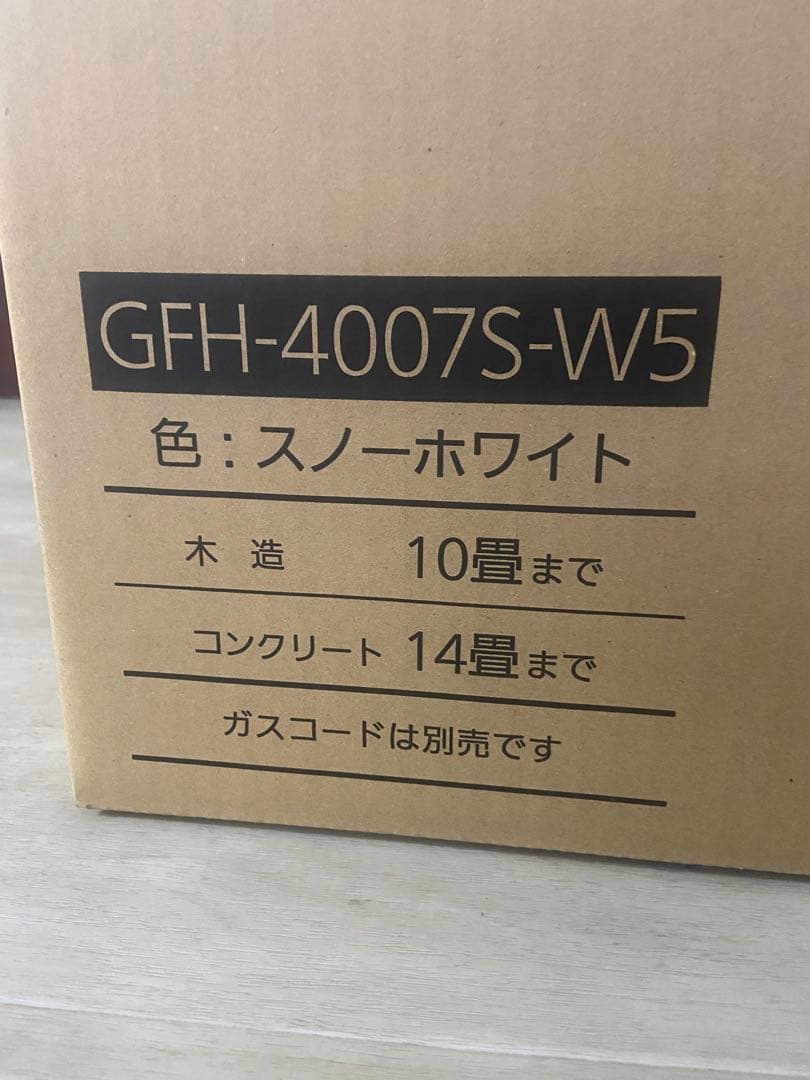 GFH-4007S-W5
色：スノーホワイト
木 造 10畳まで
コンクリート 14畳まで
ガスコードは別売です